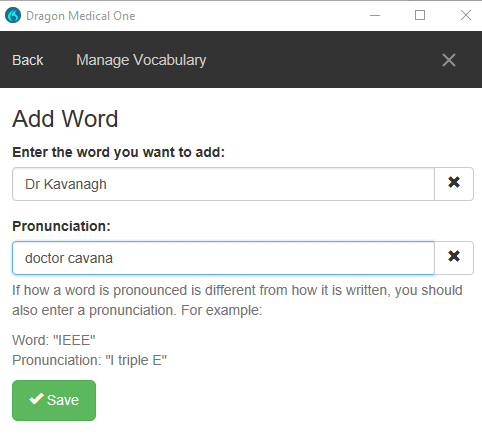 Dragon Medical One
Back Manage Vocabulary
Add Word
Enter the word you want to add:
Dr Kavanagh
Pronunciation:
doctor cavana
If how a word is pronounced is different from how it is written, you should
also enter a pronunciation. For example:
Word: "IEEE"
Pronunciation: "I triple E"
Save